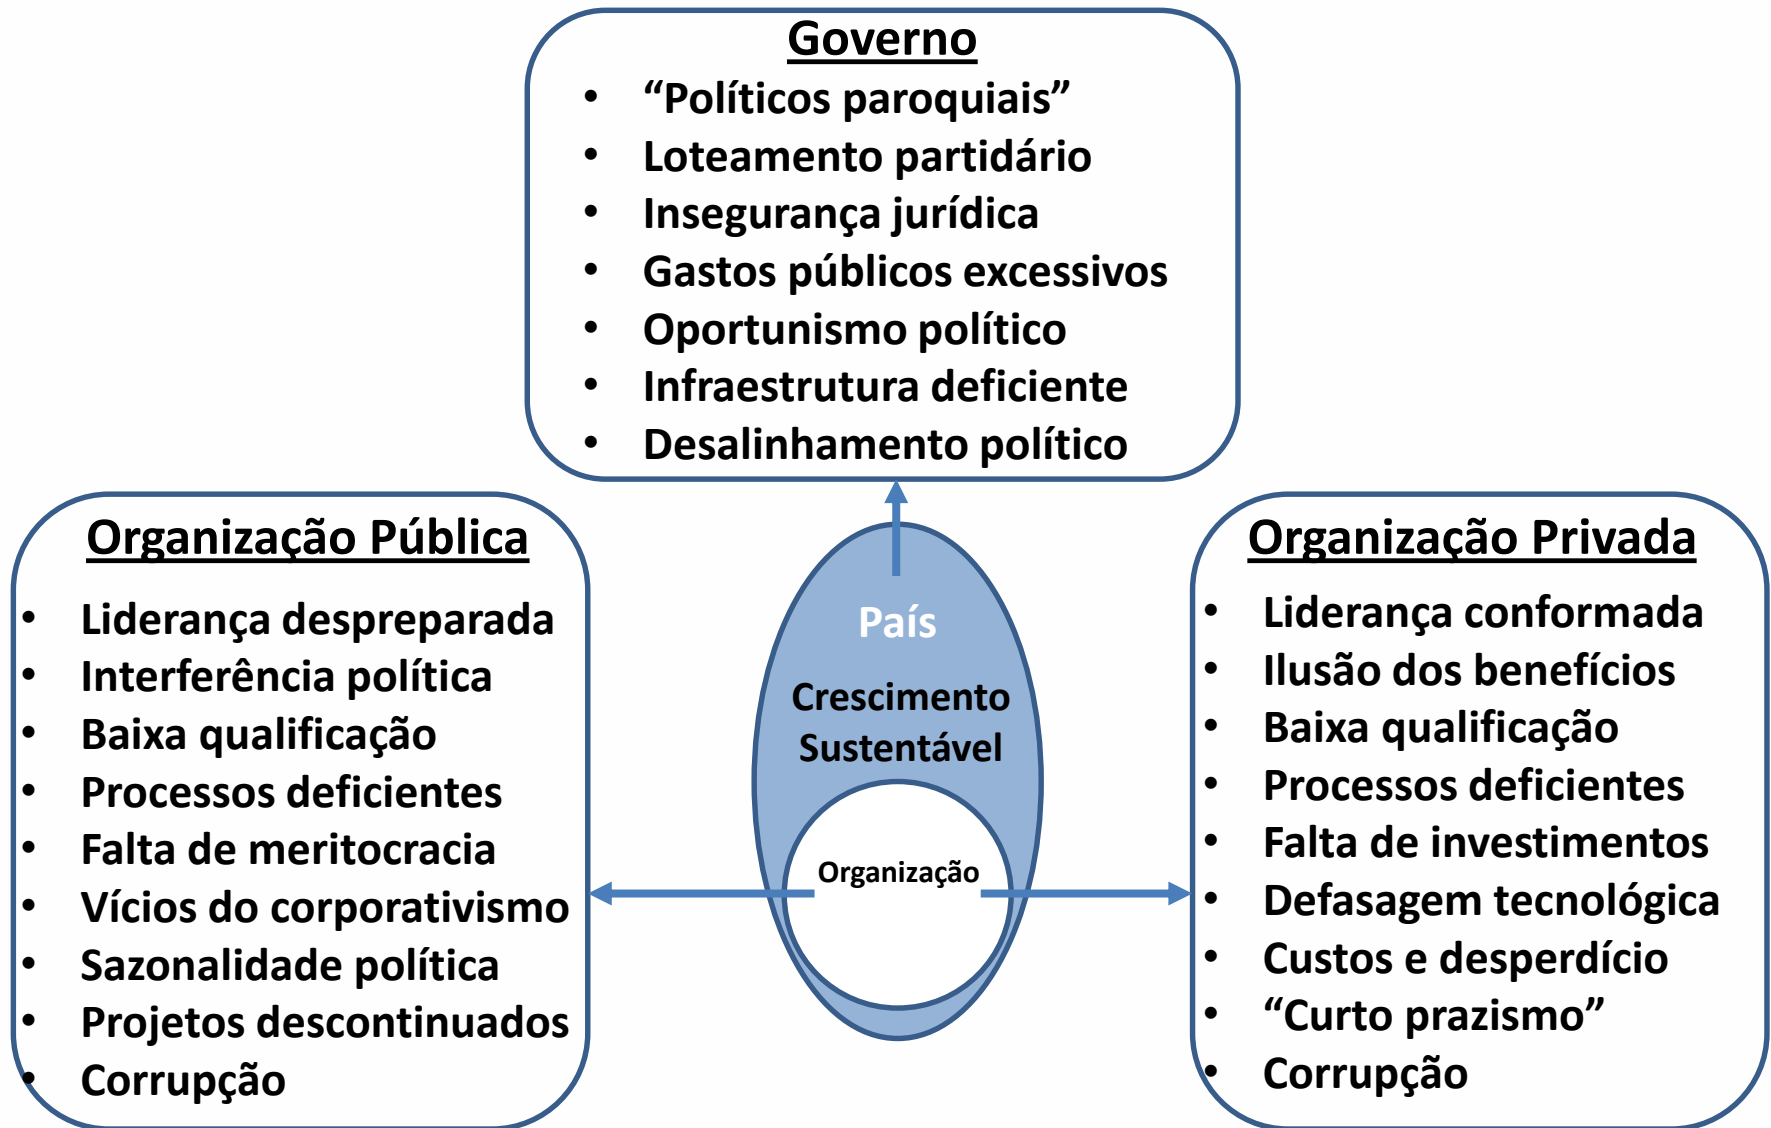 Governo
• “Políticos paroquiais”
• Loteamento partidário
• Insegurança jurídica
• Gastos públicos excessivos
• Oportunismo político
• Infraestrutura deficiente
• Desalinhamento político
Organização Pública
• Liderança despreparada
• Interferência política
• Baixa qualificação
• Processos deficientes
• Falta de meritocracia
• Vícios do corporativismo
• Sazonalidade política
• Projetos descontinuados
• Corrupção
País
Crescimento
Sustentável
Organização
Organização Privada
• Liderança conformada
• Ilusão dos benefícios
• Baixa qualificação
• Processos deficientes
• Falta de investimentos
• Defasagem tecnológica
• Custos e desperdício
• “Curto prazismo”
• Corrupção